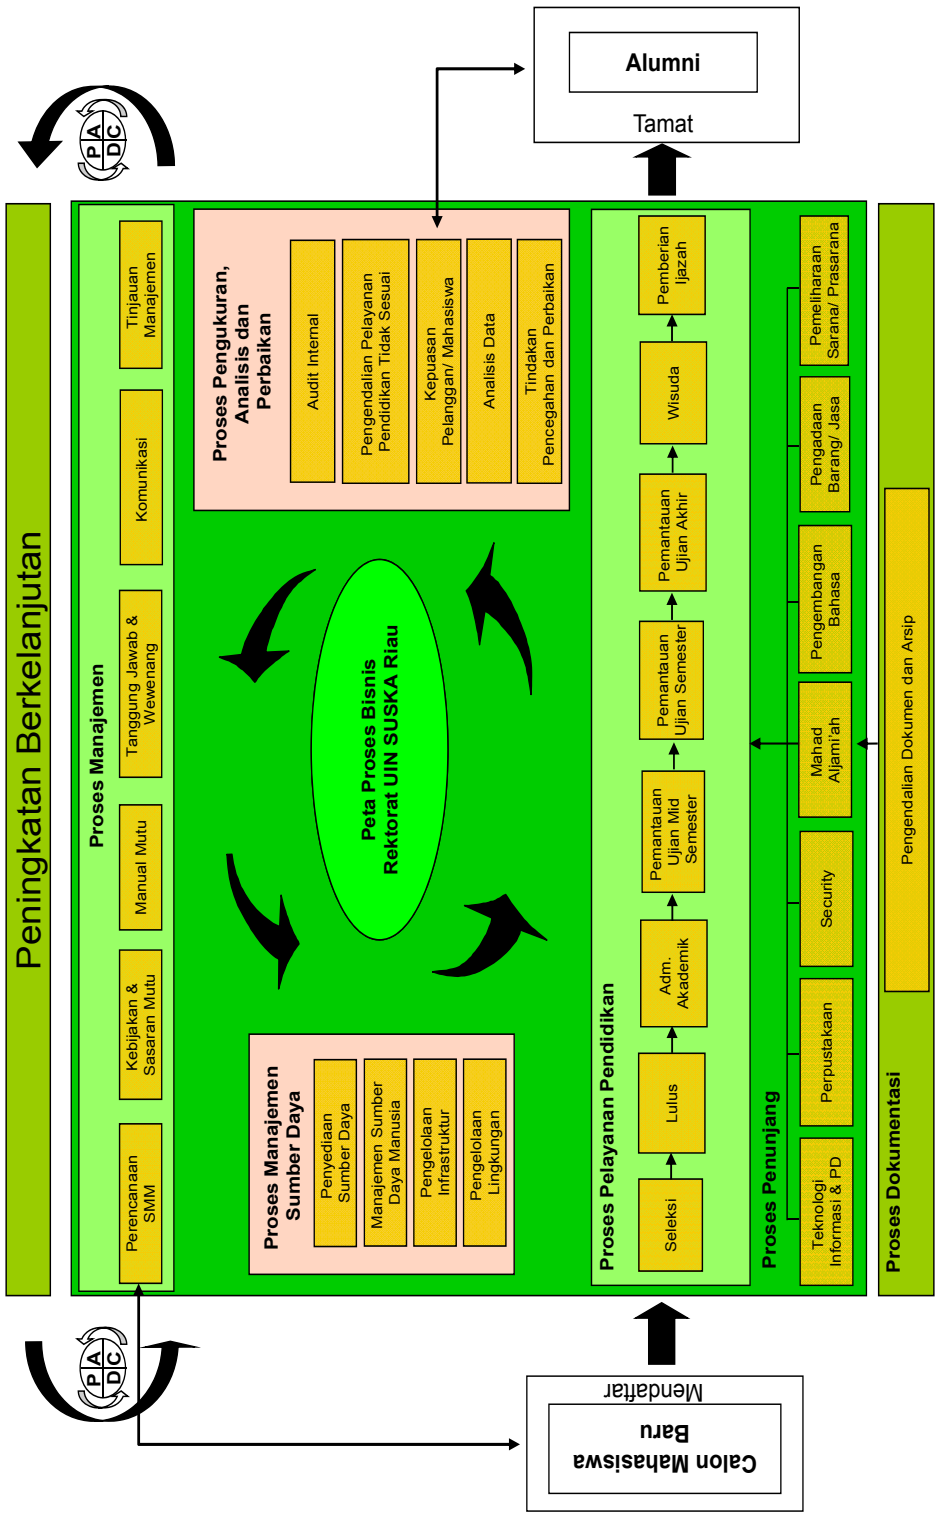 Peningkatan Berkelanjutan
P A
D C
P A
D C
Proses Manajemen
Perencanaan
SMM
Kebijakan &
Sasaran Mutu
Manual Mutu
Tanggung Jawab &
Wewenang
Komunikasi
Tinjauan
Manajemen
Proses Manajemen
Sumber Daya
Penyediaan
Sumber Daya
Manajemen Sumber
Daya Manusia
Pengelolaan
Infrastruktur
Pengelolaan
Lingkungan
Peta Proses Bisnis
Rektorat UIN SUSKA Riau
Proses Pengukuran,
Analisis dan
Perbaikan
Audit Internal
Pengendalian Pelayanan
Pendidikan Tidak Sesuai
Kepuasan
Pelanggan/ Mahasiswa
Analisis Data
Tindakan
Pencegahan dan Perbaikan
Calon Mahasiswa
Baru
Mendaftar
Proses Pelayanan Pendidikan
Seleksi
Lulus
Adm.
Akademik
Pemantauan
Ujian Mid
Semester
Pemantauan
Ujian Semester
Pemantauan
Ujian Akhir
Wisuda
Pemberian
Ijazah
Alumni
Tamat
Proses Penunjang
Teknologi
Informasi & PD
Perpustakaan
Security
Mahad
Aljami'ah
Pengembangan
Bahasa
Pengadaan
Barang/ Jasa
Pemeliharaan
Sarana/ Prasarana
Proses Dokumentasi
Pengendalian Dokumen dan Arsip